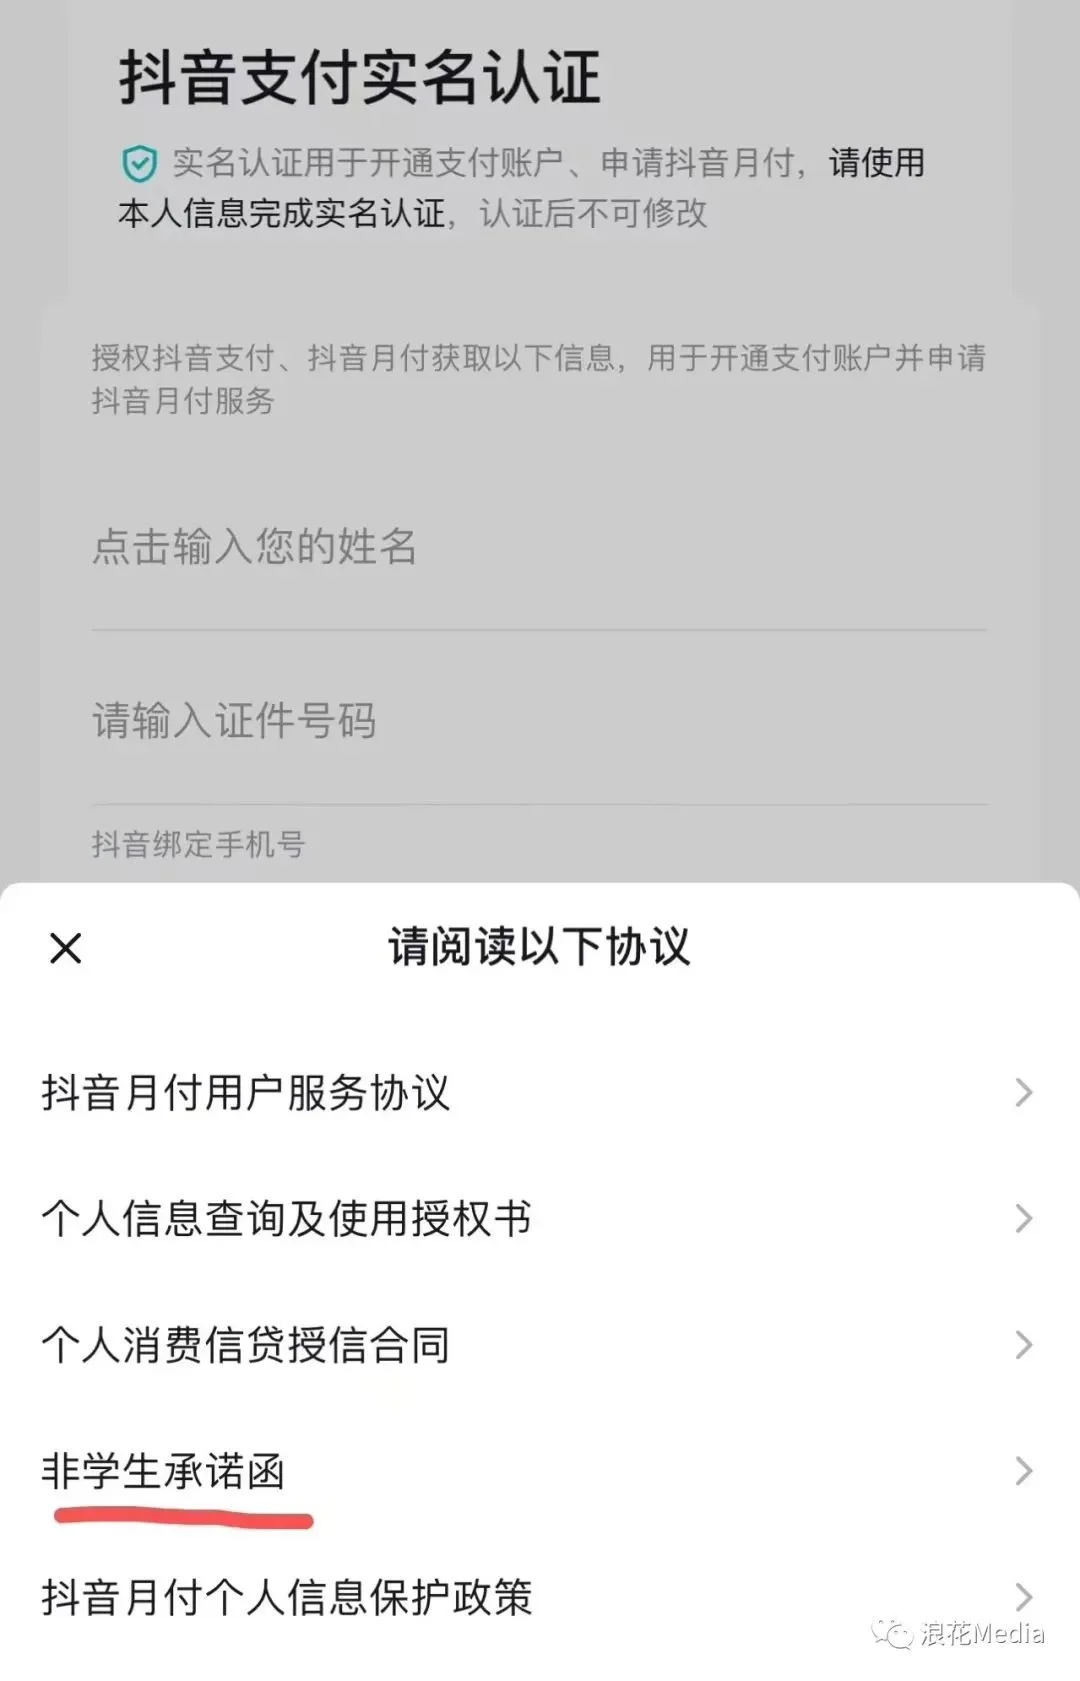 抖音支付实名认证
实名认证用于开通支付账户、申请抖音月付，请使用
本人信息完成实名认证，认证后不可修改
授权抖音支付、抖音月付获取以下信息，用于开通支付账户并申请
抖音月付服务
点击输入您的姓名
请输入证件号码
抖音绑定手机号
请阅读以下协议
抖音月付用户服务协议
个人信息查询及使用授权书
个人消费信贷授信合同
非学生承诺函
抖音月付个人信息保护政策
浪花Media